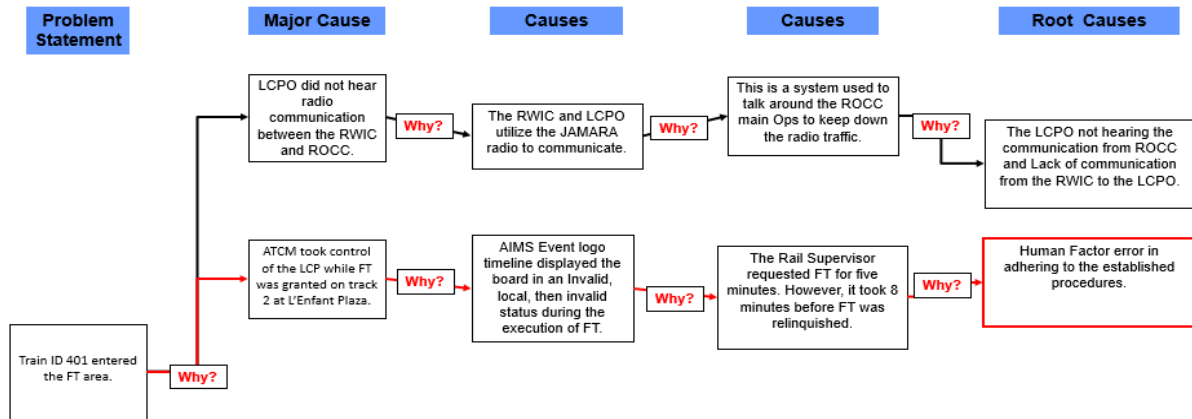 Problem
Statement
Major Cause
Causes
Causes
Root Causes
LCPO did not hear
radio
communication
between the RWIC
and ROCC.
Why?
The RWIC and LCPO
utilize the JAMARA
radio to communicate.
Why?
This is a system used to
talk around the ROCC
main Ops to keep down
the radio traffic.
Why?
The LCPO not hearing the
communication from ROCC
and Lack of communication
from the RWIC to the LCPO.
ATCM took control
of the LCP while FT
was granted on track
2 at L'Enfant Plaza.
Why?
AIMS Event logo
timeline displayed the
board in an Invalid,
local, then invalid
status during the
execution of FT.
Why?
The Rail Supervisor
requested FT for five
minutes. However, it took 8
minutes before FT was
relinquished.
Why?
Human Factor error in
adhering to the established
procedures.
Train ID 401 entered
the FT area.
Why?